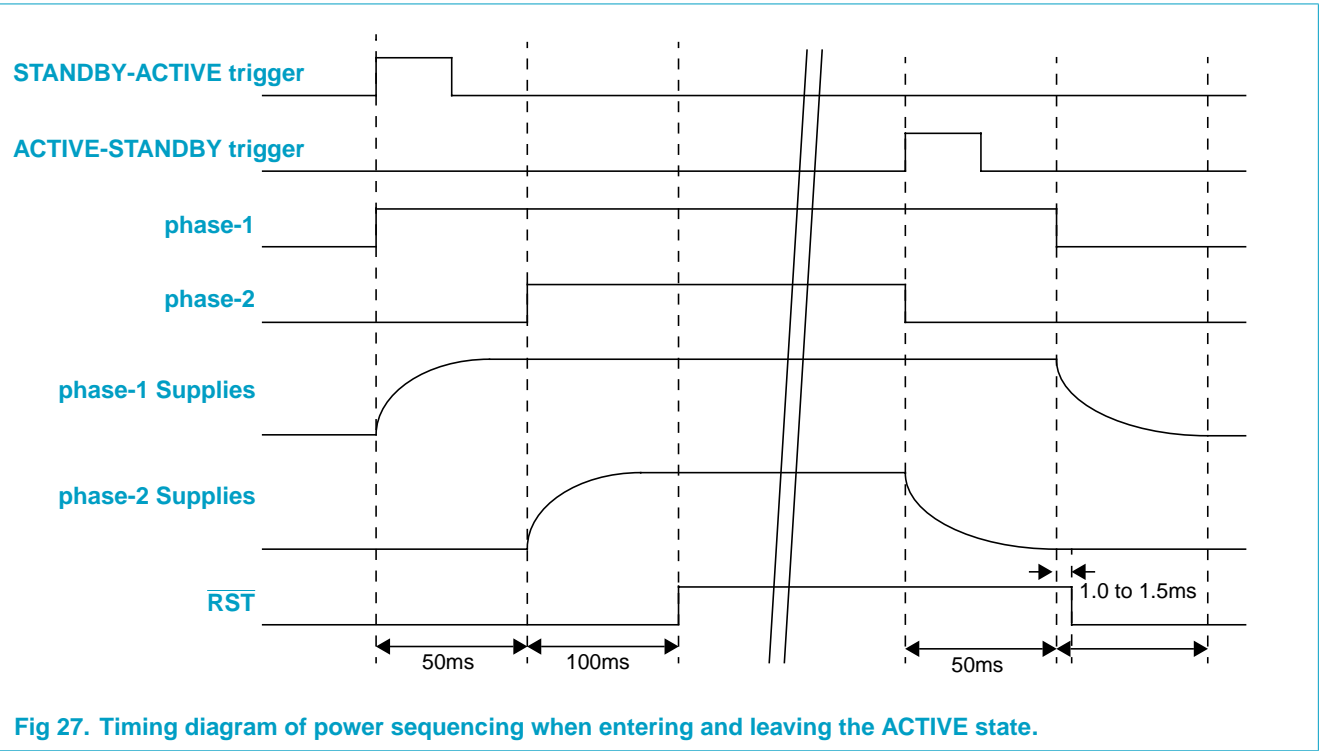 STANDBY-ACTIVE trigger
ACTIVE-STANDBY trigger
phase-1
phase-2
phase-1 Supplies
phase-2 Supplies
1.0 to 1.5ms
RST
50ms
100ms
50ms
Fig 27. Timing diagram of power sequencing when entering and leaving the ACTIVE state.